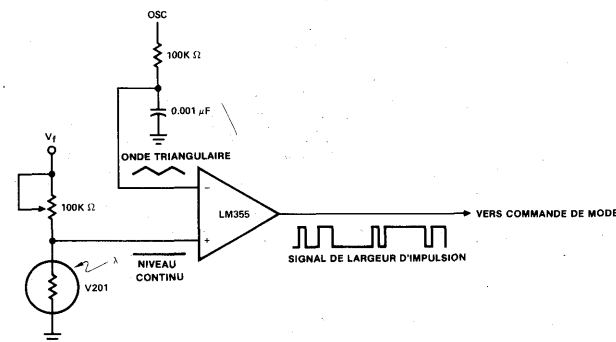 OSC
100K Ω
0.001 µF
ONDE TRIANGULAIRE
Vf
100K Ω
−
LM355
+
VERS COMMANDE DE MODE
NIVEAU
CONTINU
SIGNAL DE LARGEUR D'IMPULSION
λ
V201